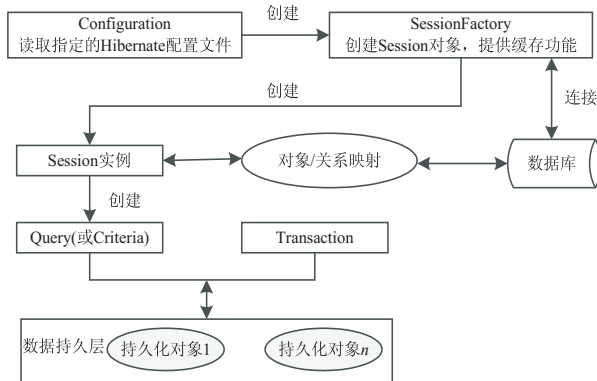 Configuration
读取指定的Hibernate配置文件
创建
SessionFactory
创建Session对象，提供缓存功能
创建
连接
Session实例
对象/关系映射
数据库
创建
Query(或Criteria)
Transaction
数据持久层
持久化对象1
持久化对象n